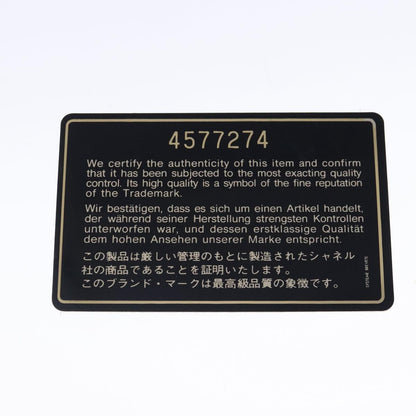 4577274
We certify the authenticity of this item and confirm
that it has been subjected to the most exacting quality
control. Its high quality is a symbol of the fine reputation
of the Trademark.
Wir bestätigen, dass es sich um einen Artikel handelt,
der während seiner Herstellung strengsten Kontrollen
unterworfen war, und dessen erstklassige Qualität
dem hohen Ansehen unserer Marke entspricht.
この製品は厳しい管理のもとに製造されたシャネル
社の商品であることを証明いたします。
このブランド・マークは最高級品質の象徴です。